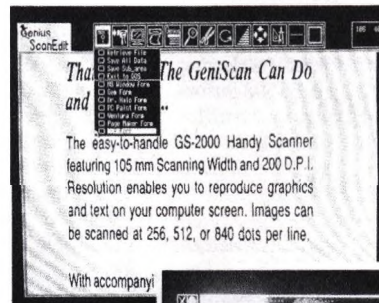 Genius
ScanEdit
105
Retrieve File
Save All Data
Save Sub_area
Exit to DOS
MS Window Form
Gem Form
Dr. Halo Form
PC Paint Form
Ventura Form
Page Maker Form
The GeniScan Can Do
and
The easy-to-handle GS-2000 Handy Scanner
featuring 105 mm Scanning Width and 200 D.P.I.
Resolution enables you to reproduce graphics
and text on your computer screen. Images can
be scanned at 256, 512, or 840 dots per line.
With accompanyi